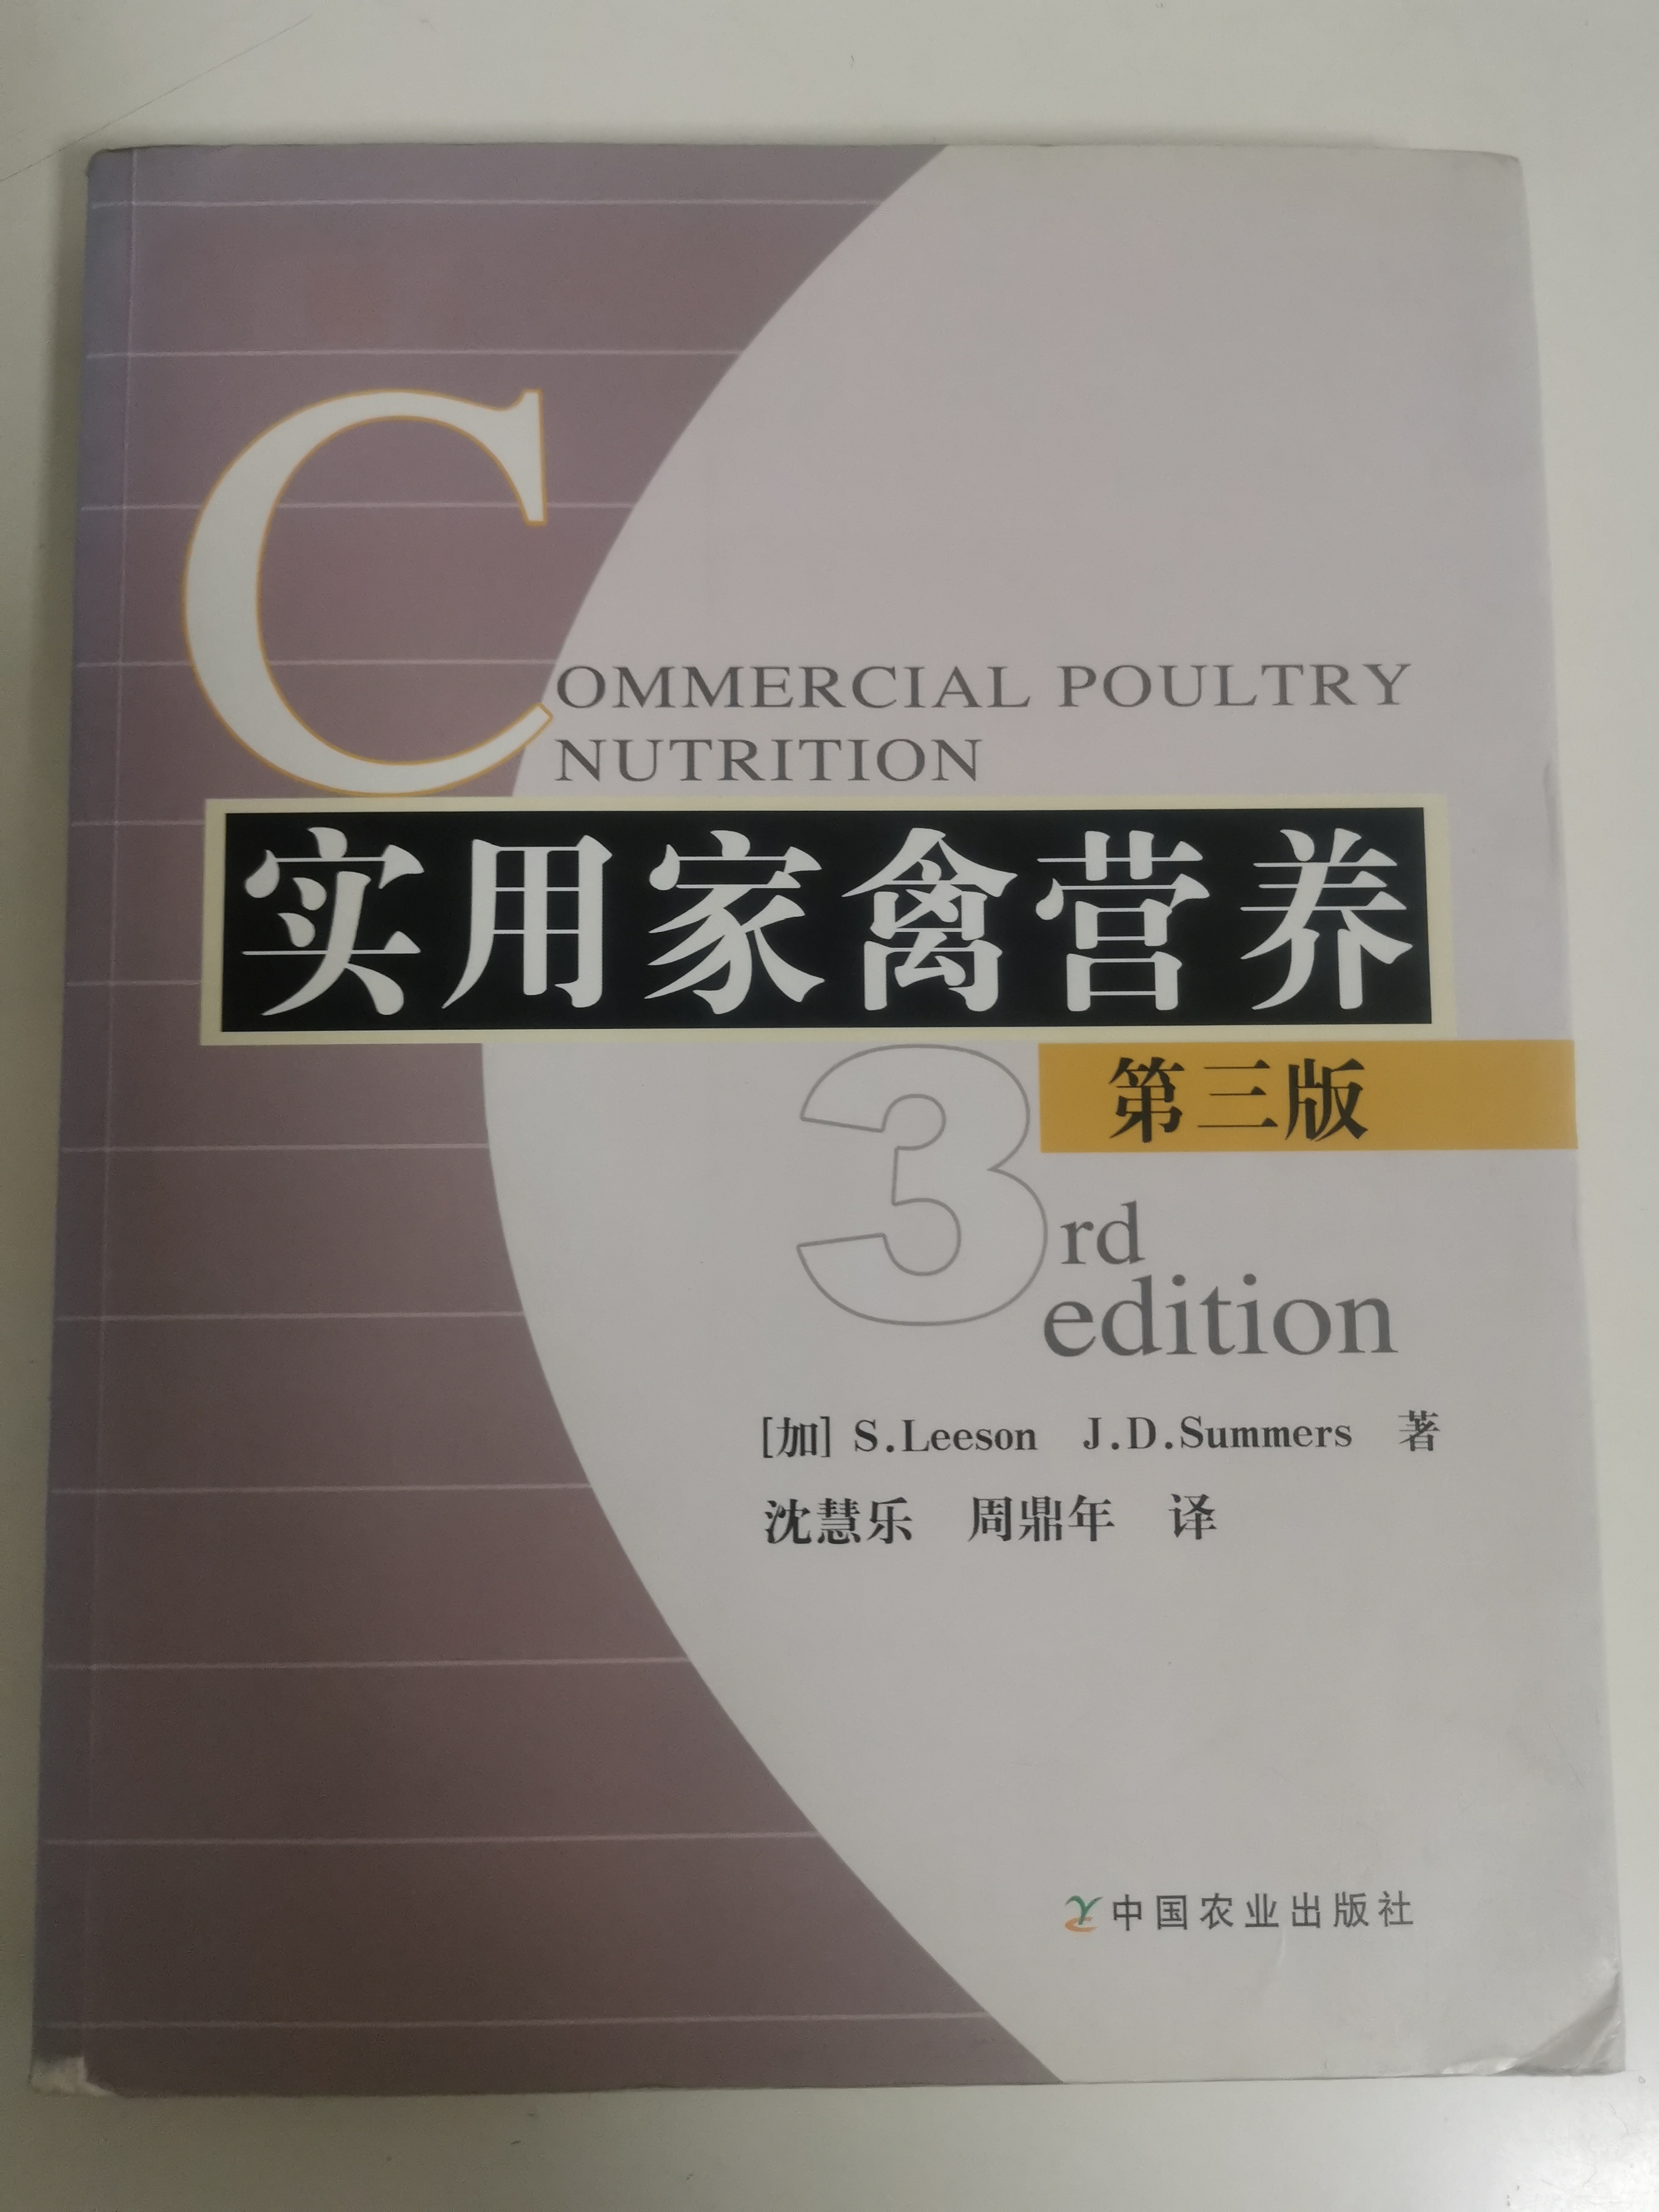 COMMERCIAL POULTRY
NUTRITION
实用家禽营养
第三版
3rd
edition
[加] S.Leeson J.D.Summers 著
沈慧乐 周鼎年 译
中国农业出版社